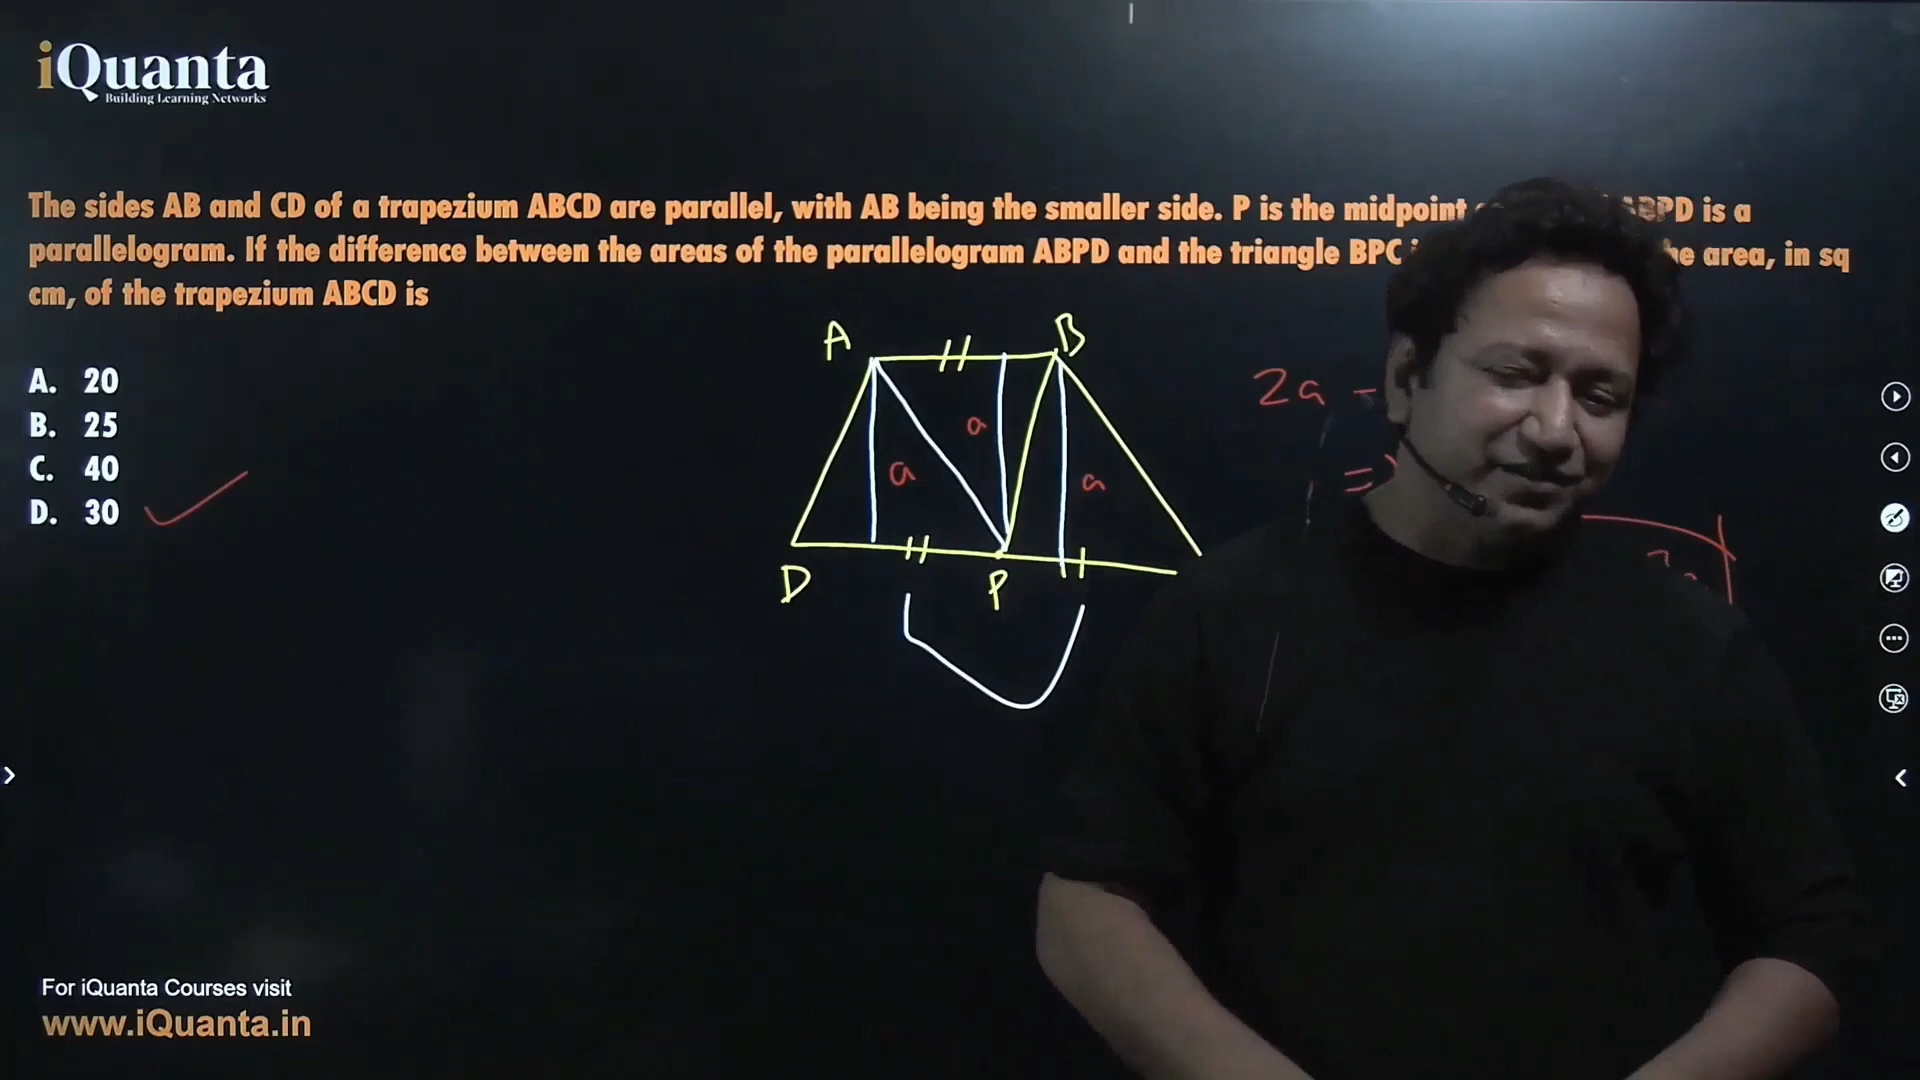 iQuanta
Building Learning Networks
The sides AB and CD of a trapezium ABCD are parallel, with AB being the smaller side. P is the midpoint PD is a
parallelogram. If the difference between the areas of the parallelogram ABPD and the triangle BPC area, in sq
cm, of the trapezium ABCD is
A. 20
B. 25
C. 40
D. 30
A
B
2a -
a
a
a
=>
D
P
For iQuanta Courses visit
www.iQuanta.in